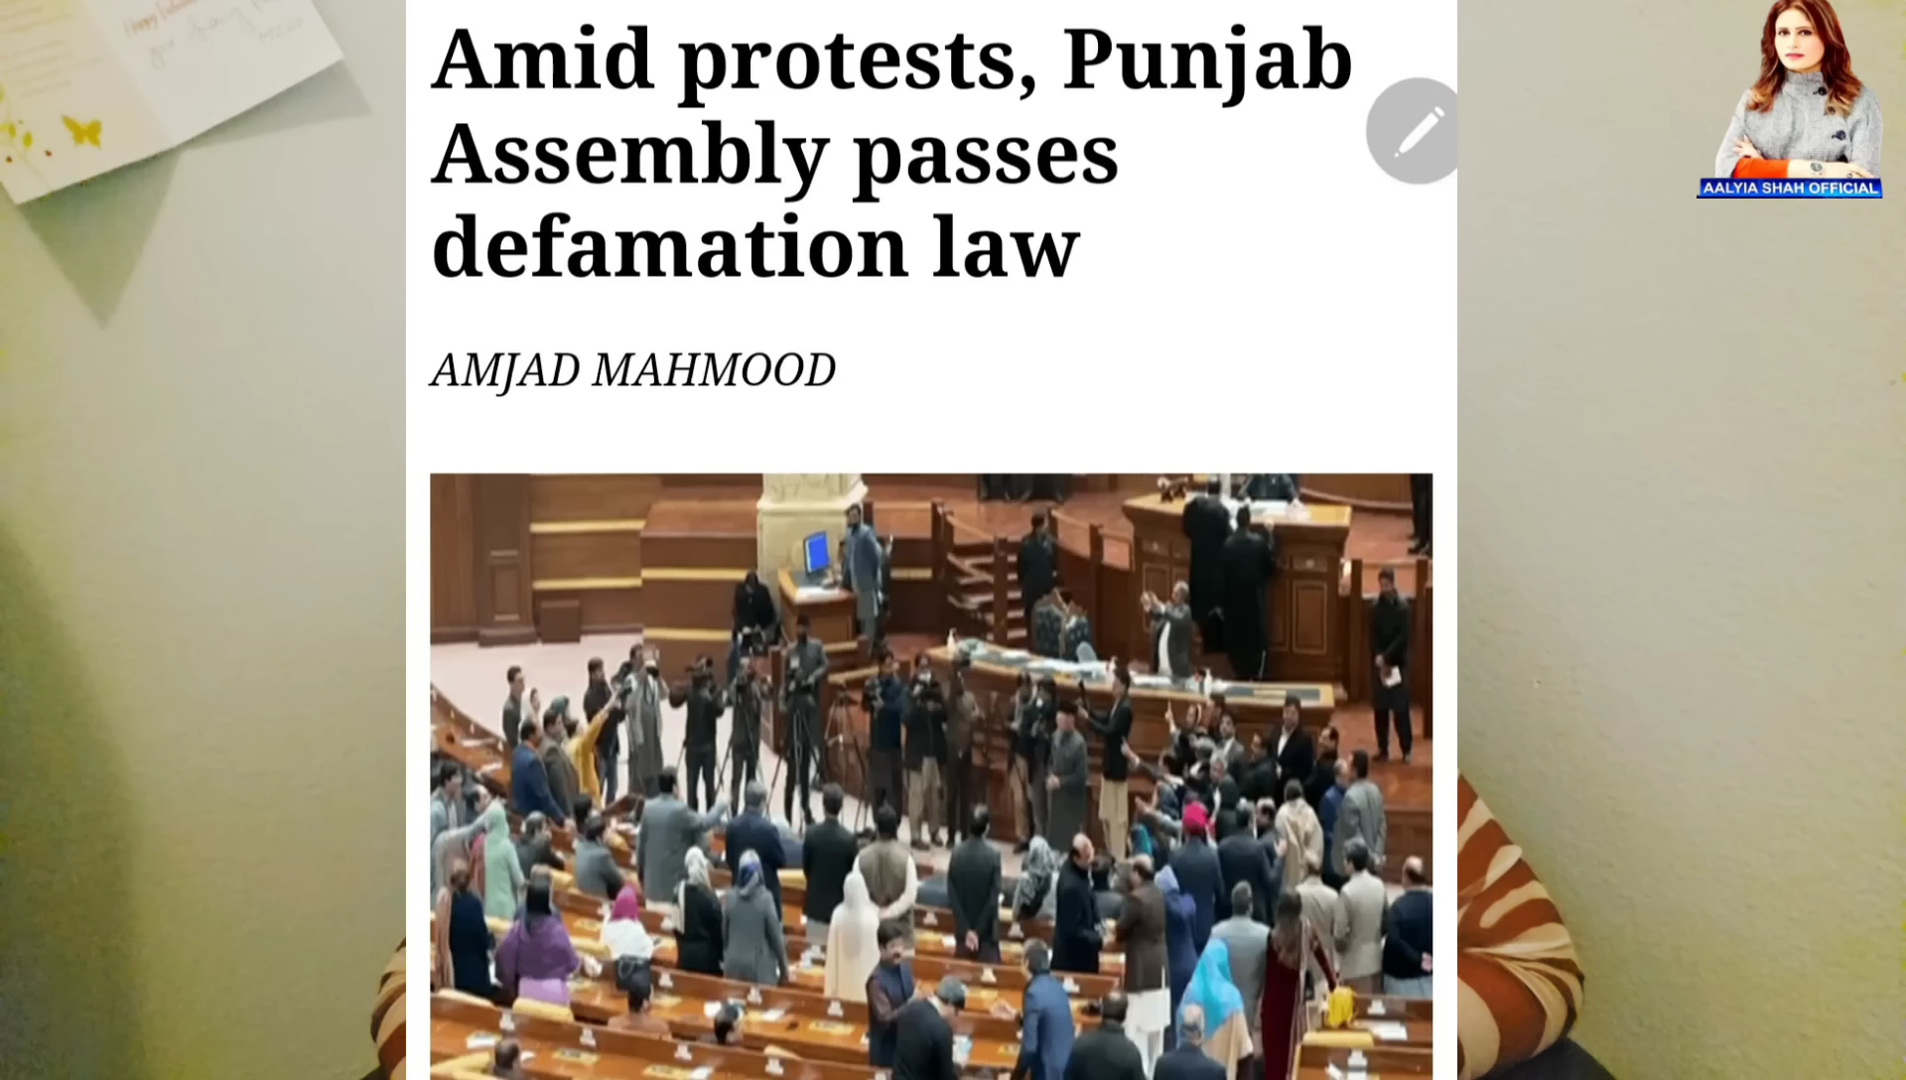 Amid protests, Punjab
Assembly passes
defamation law
AMJAD MAHMOOD
AALYIA SHAH OFFICIAL